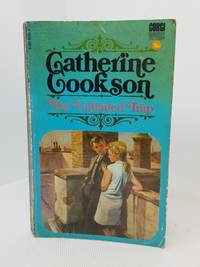 CORGI
Catherine
Cookson
The Unbaited Trap